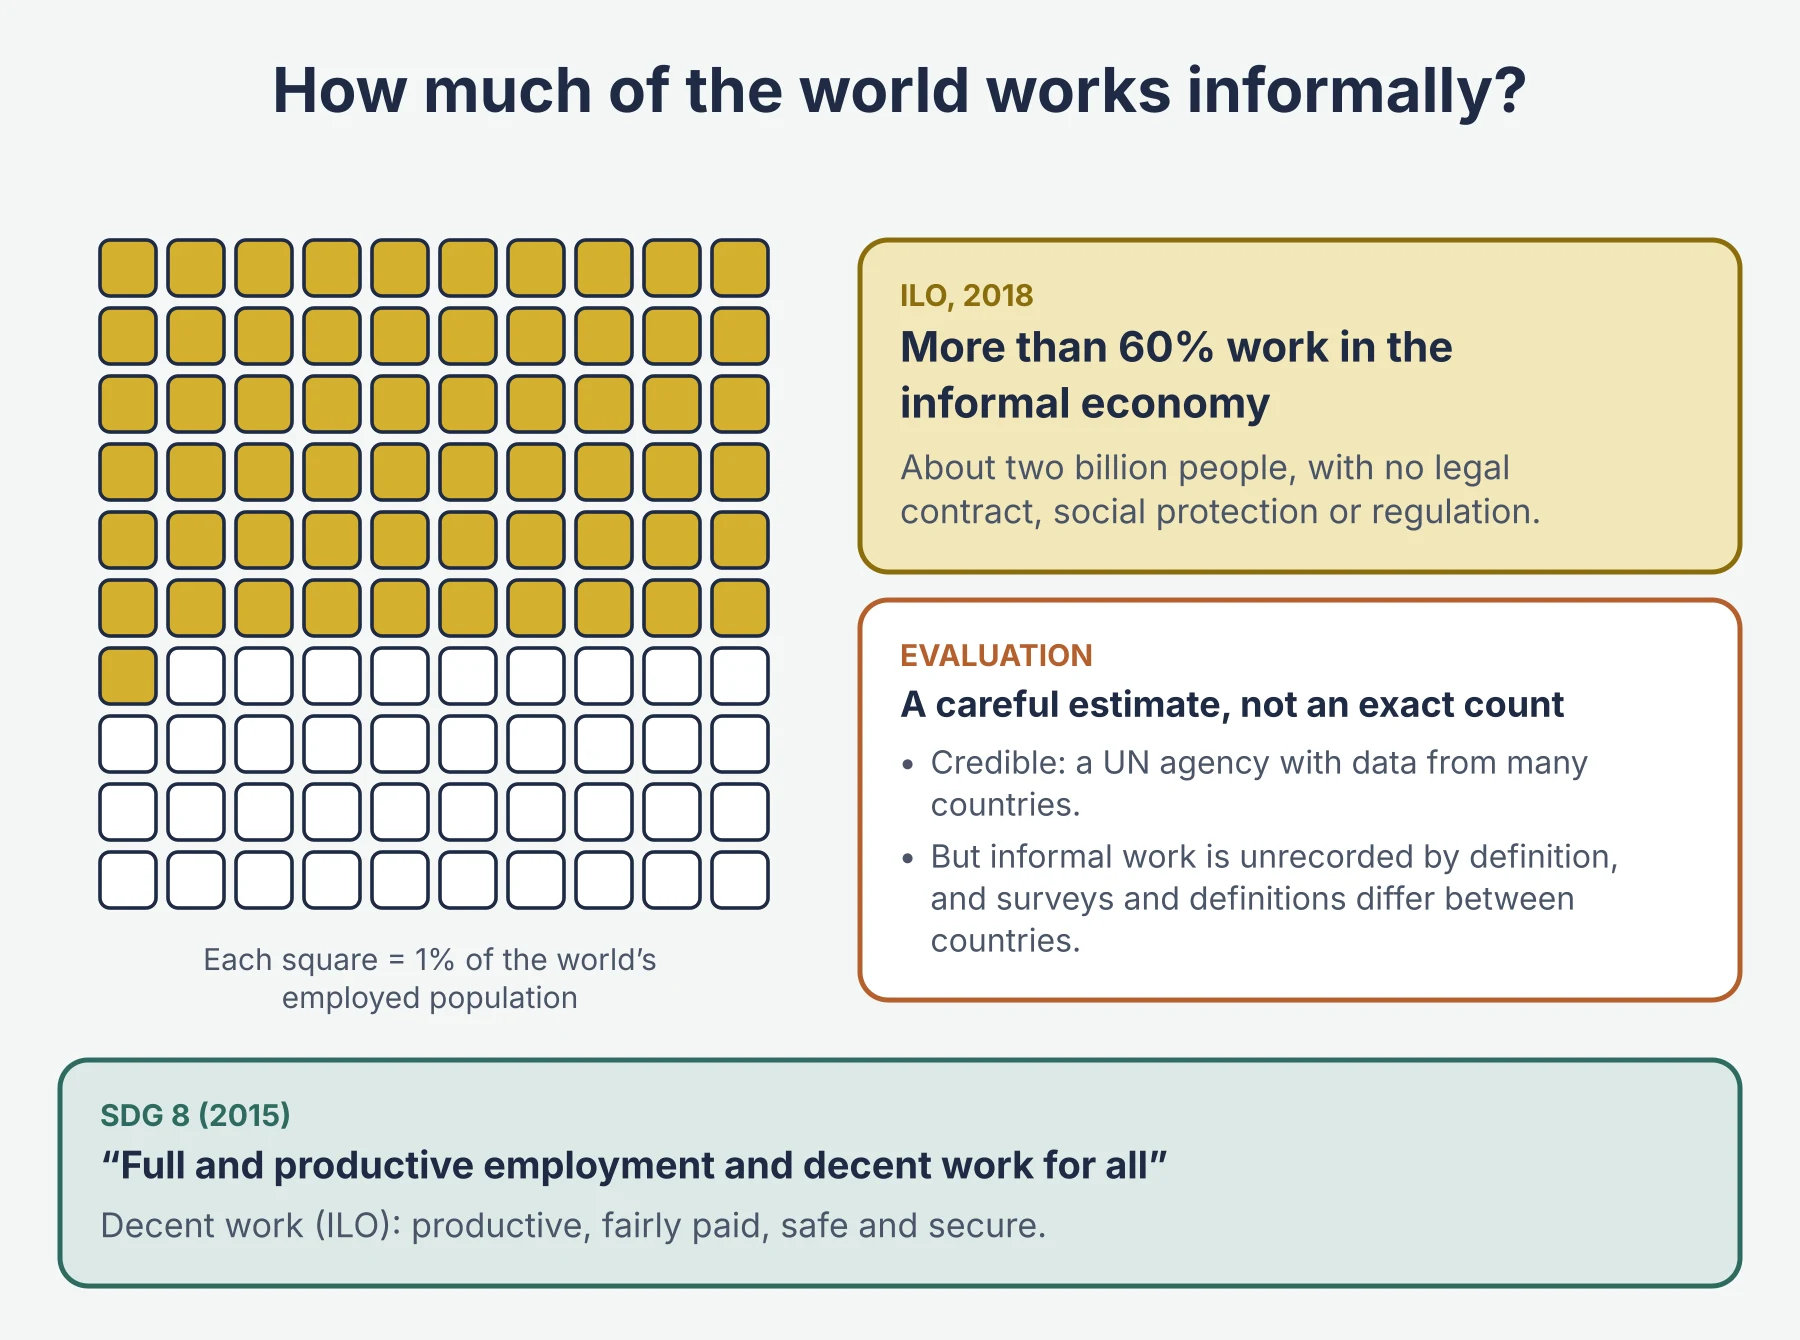 How much of the world works informally?
ILO, 2018
More than 60% work in the
informal economy
About two billion people, with no legal
contract, social protection or regulation.
EVALUATION
A careful estimate, not an exact count
• Credible: a UN agency with data from many
countries.
• But informal work is unrecorded by definition,
and surveys and definitions differ between
countries.
Each square = 1% of the world’s
employed population
SDG 8 (2015)
“Full and productive employment and decent work for all”
Decent work (ILO): productive, fairly paid, safe and secure.